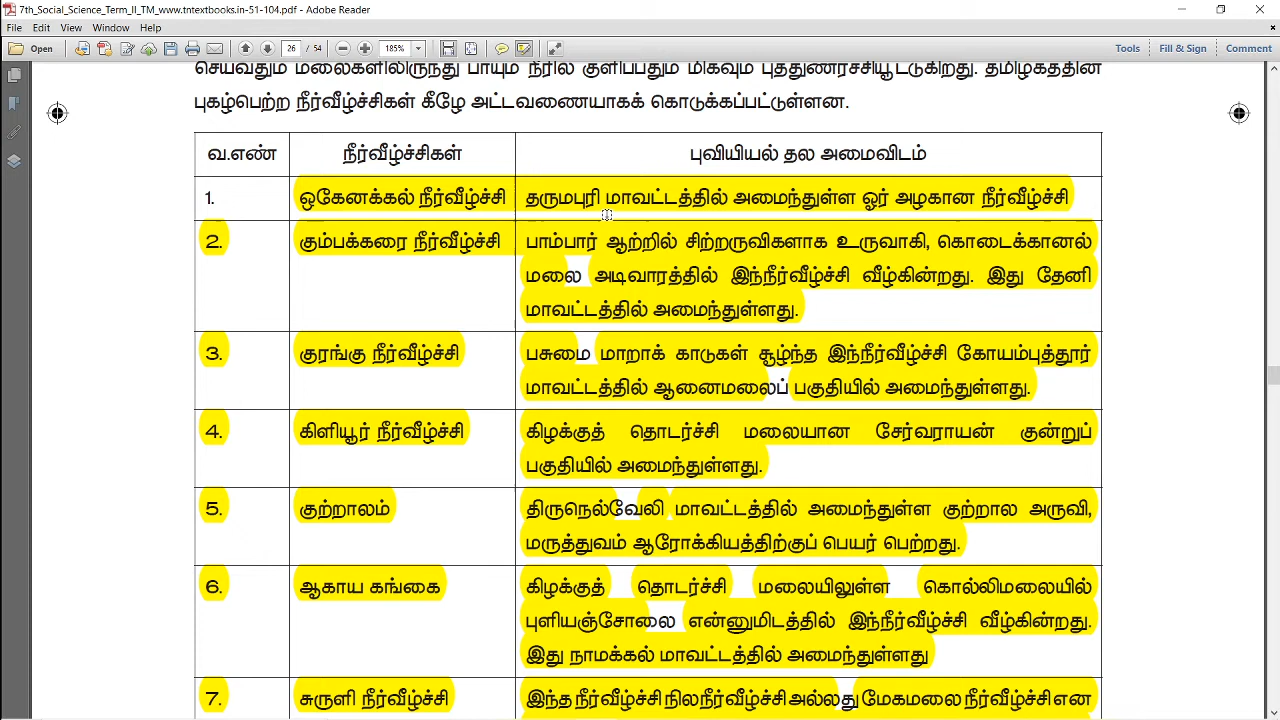 7th_Social_Science_Term_II_TM_www.tntextbooks.in-51-104.pdf - Adobe Reader
File Edit View Window Help
Open 26 / 54 185% Tools Fill & Sign Comment
செய்வதும் மலைகளிலிருந்து பாயும் நீரில் குளிப்பதும் மிகவும் புத்துணர்ச்சியூட்டுகிறது. தமிழகத்தின்
புகழ்பெற்ற நீர்வீழ்ச்சிகள் கீழே அட்டவணையாகக் கொடுக்கப்பட்டுள்ளன.
வ.எண் நீர்வீழ்ச்சிகள் புவியியல் தல அமைவிடம்
1. ஒகேனக்கல் நீர்வீழ்ச்சி தருமபுரி மாவட்டத்தில் அமைந்துள்ள ஓர் அழகான நீர்வீழ்ச்சி
2. கும்பக்கரை நீர்வீழ்ச்சி பாம்பார் ஆற்றில் சிற்றருவிகளாக உருவாகி, கொடைக்கானல்
மலை அடிவாரத்தில் இந்நீர்வீழ்ச்சி வீழ்கின்றது. இது தேனி
மாவட்டத்தில் அமைந்துள்ளது.
3. குரங்கு நீர்வீழ்ச்சி பசுமை மாறாக் காடுகள் சூழ்ந்த இந்நீர்வீழ்ச்சி கோயம்புத்தூர்
மாவட்டத்தில் ஆனைமலைப் பகுதியில் அமைந்துள்ளது.
4. கிளியூர் நீர்வீழ்ச்சி கிழக்குத் தொடர்ச்சி மலையான சேர்வராயன் குன்றுப்
பகுதியில் அமைந்துள்ளது.
5. குற்றாலம் திருநெல்வேலி மாவட்டத்தில் அமைந்துள்ள குற்றால அருவி,
மருத்துவம் ஆரோக்கியத்திற்குப் பெயர் பெற்றது.
6. ஆகாய கங்கை கிழக்குத் தொடர்ச்சி மலையிலுள்ள கொல்லிமலையில்
புளியஞ்சோலை என்னுமிடத்தில் இந்நீர்வீழ்ச்சி வீழ்கின்றது.
இது நாமக்கல் மாவட்டத்தில் அமைந்துள்ளது
7. சுருளி நீர்வீழ்ச்சி இந்த நீர்வீழ்ச்சி நிலநீர்வீழ்ச்சி அல்லது மேகமலை நீர்வீழ்ச்சி என